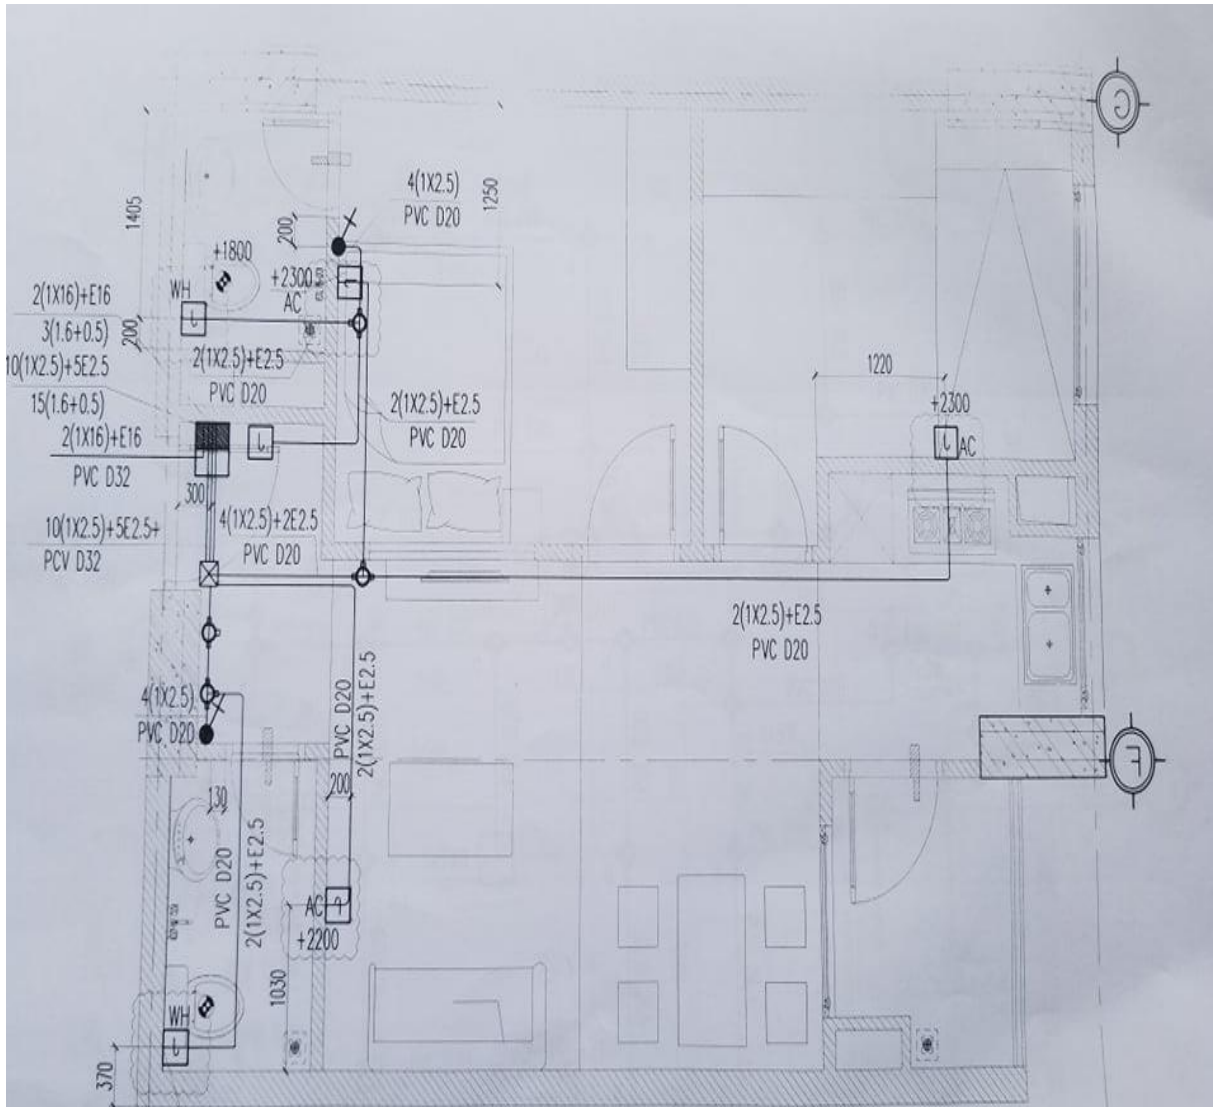 G
4(1X2.5)
PVC D20
1250
1405
200
+1800
+2300
AC
WH
2(1X16)+E16
3(1.6+0.5)
200
10(1X2.5)+5E2.5
15(1.6+0.5)
2(1X2.5)+E2.5
PVC D20
1220
+2300
AC
2(1X2.5)+E2.5
PVC D20
2(1X16)+E16
PVC D32
300
10(1X2.5)+5E2.5+
PCV D32
4(1X2.5)+2E2.5
PVC D20
2(1X2.5)+E2.5
PVC D20
4(1X2.5)
PVC D20
PVC D20
2(1X2.5)+E2.5
F
200
130
PVC D20
2(1X2.5)+E2.5
AC
+2200
1030
WH
370